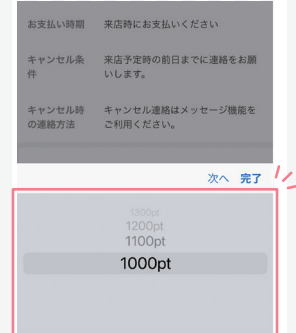 お支払い時期 来店時にお支払いください
キャンセル条 来店予定時の前日までに連絡をお願
件 いします。
キャンセル時 キャンセル連絡はメッセージ機能を
の連絡方法 ご利用ください。
次へ 完了
1300pt
1200pt
1100pt
1000pt